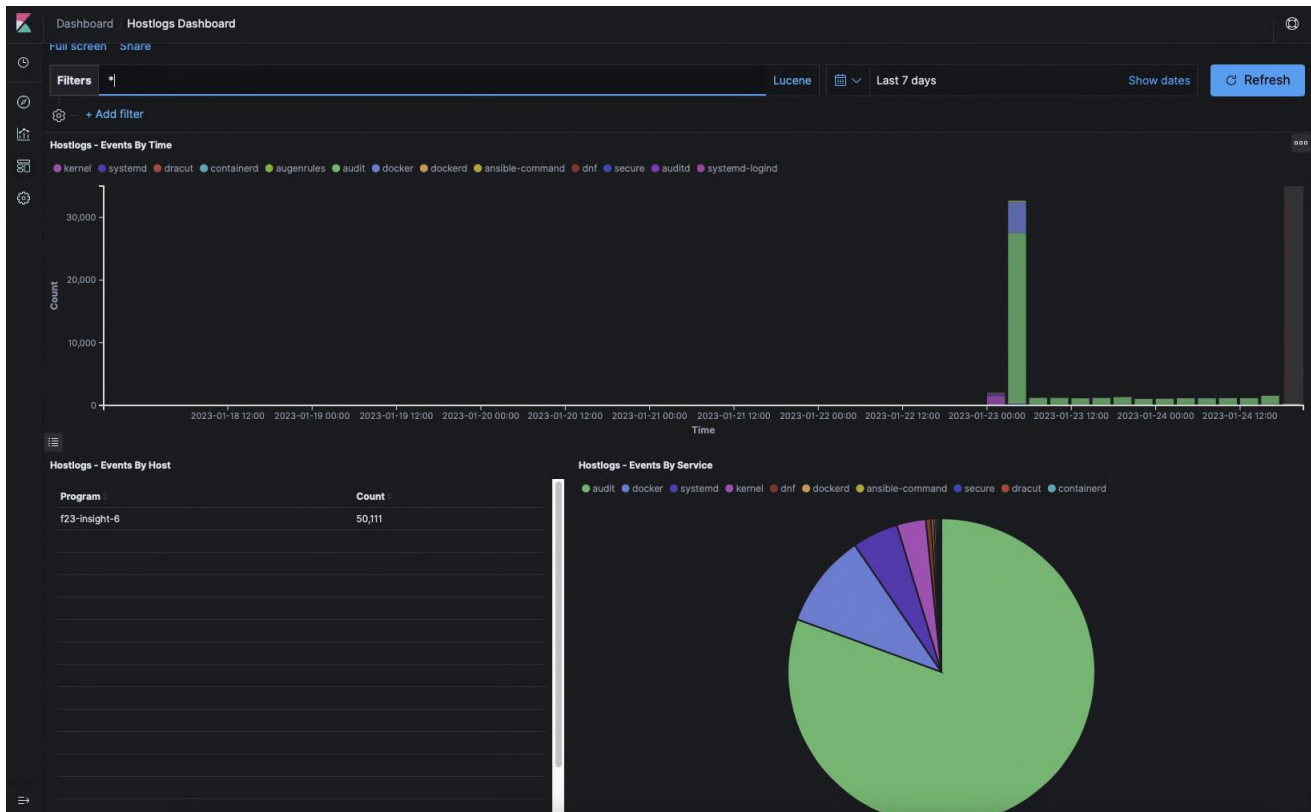 Dashboard / Hostlogs Dashboard
Full screen Share
Filters * Lucene Last 7 days Show dates Refresh
+ Add filter
Hostlogs - Events By Time
kernel systemd dracut containerd augenrules audit docker dockerd ansible-command dnf secure auditd systemd-logind
30,000
20,000
10,000
0
Count
2023-01-18 12:00 2023-01-19 00:00 2023-01-19 12:00 2023-01-20 00:00 2023-01-20 12:00 2023-01-21 00:00 2023-01-21 12:00 2023-01-22 00:00 2023-01-22 12:00 2023-01-23 00:00 2023-01-23 12:00 2023-01-24 00:00 2023-01-24 12:00
Time
Hostlogs - Events By Host
Program Count
f23-insight-6 50,111
Hostlogs - Events By Service
audit docker systemd kernel dnf dockerd ansible-command secure dracut containerd